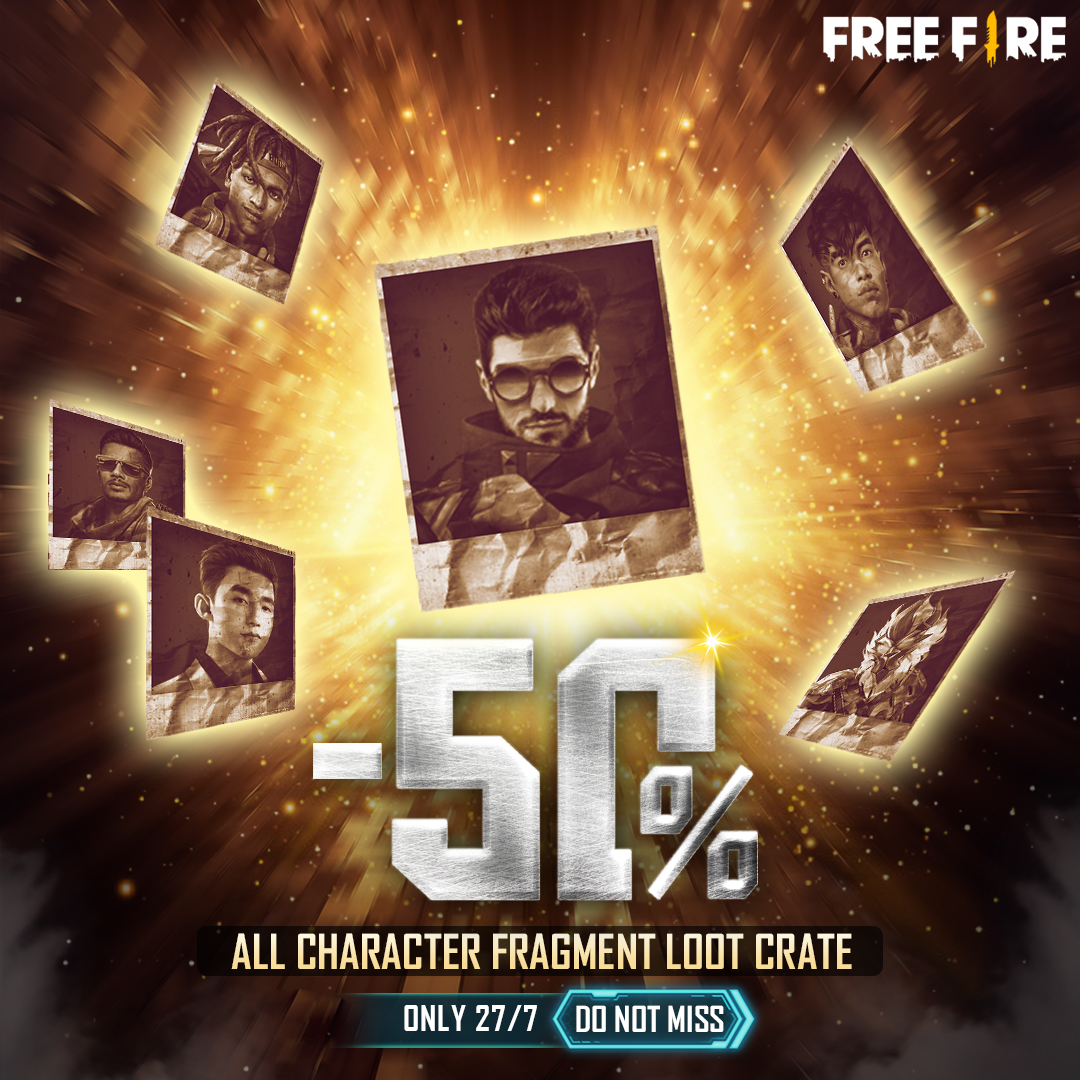 FREE FIRE
-50%
ALL CHARACTER FRAGMENT LOOT CRATE
ONLY 27/7 DO NOT MISS